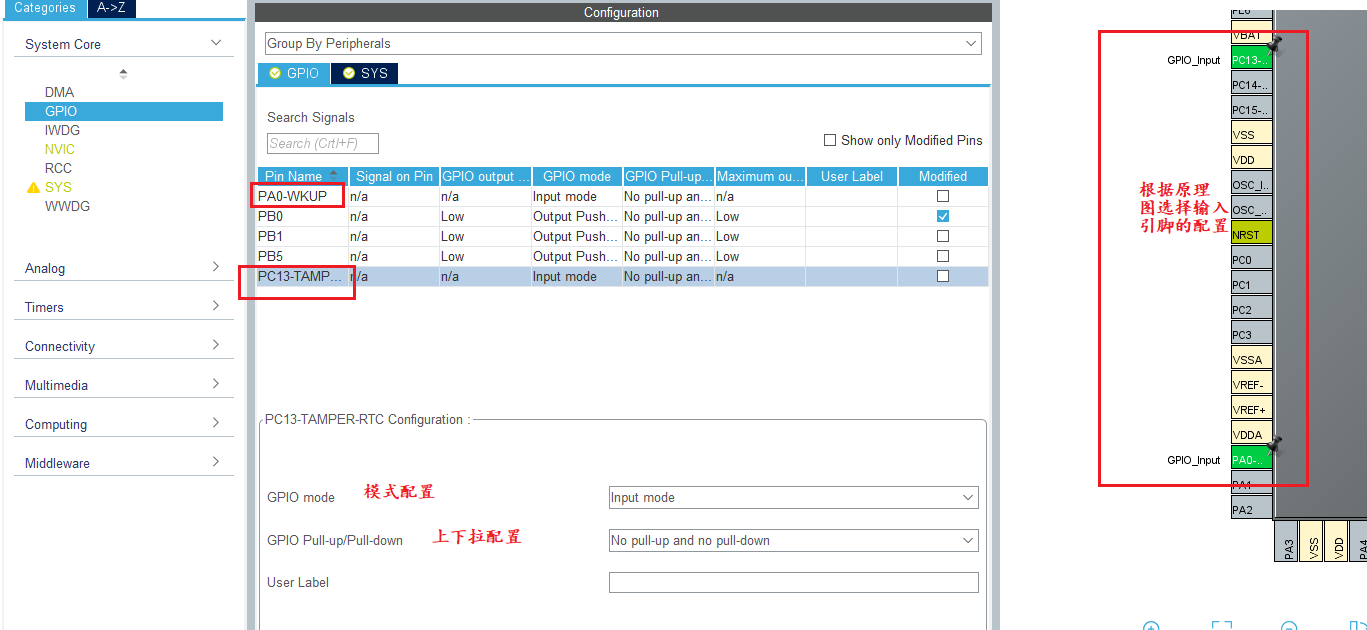 Categories
A->Z
System Core
DMA
GPIO
IWDG
NVIC
RCC
SYS
WWDG
Analog
Timers
Connectivity
Multimedia
Computing
Middleware
Configuration
Group By Peripherals
GPIO
SYS
Search Signals
Search (Crtl+F)
Show only Modified Pins
Pin Name Signal on Pin GPIO output ... GPIO mode GPIO Pull-up... Maximum ou... User Label Modified
PA0-WKUP n/a n/a Input mode No pull-up an... n/a
PB0 n/a Low Output Push... No pull-up an... Low
PB1 n/a Low Output Push... No pull-up an... Low
PB5 n/a Low Output Push... No pull-up an... Low
PC13-TAMP... n/a n/a Input mode No pull-up an... n/a
PC13-TAMPER-RTC Configuration :
GPIO mode 模式配置 Input mode
GPIO Pull-up/Pull-down 上下拉配置 No pull-up and no pull-down
User Label
VBAT
GPIO_Input PC13-..
PC14-..
PC15-..
VSS
VDD
OSC_I..
OSC_..
NRST
PC0
PC1
PC2
PC3
VSSA
VREF-
VREF+
VDDA
GPIO_Input PA0-..
PA1
PA2
根据原理
图选择输入
引脚的配置
PA3
VSS
VDD
PA4